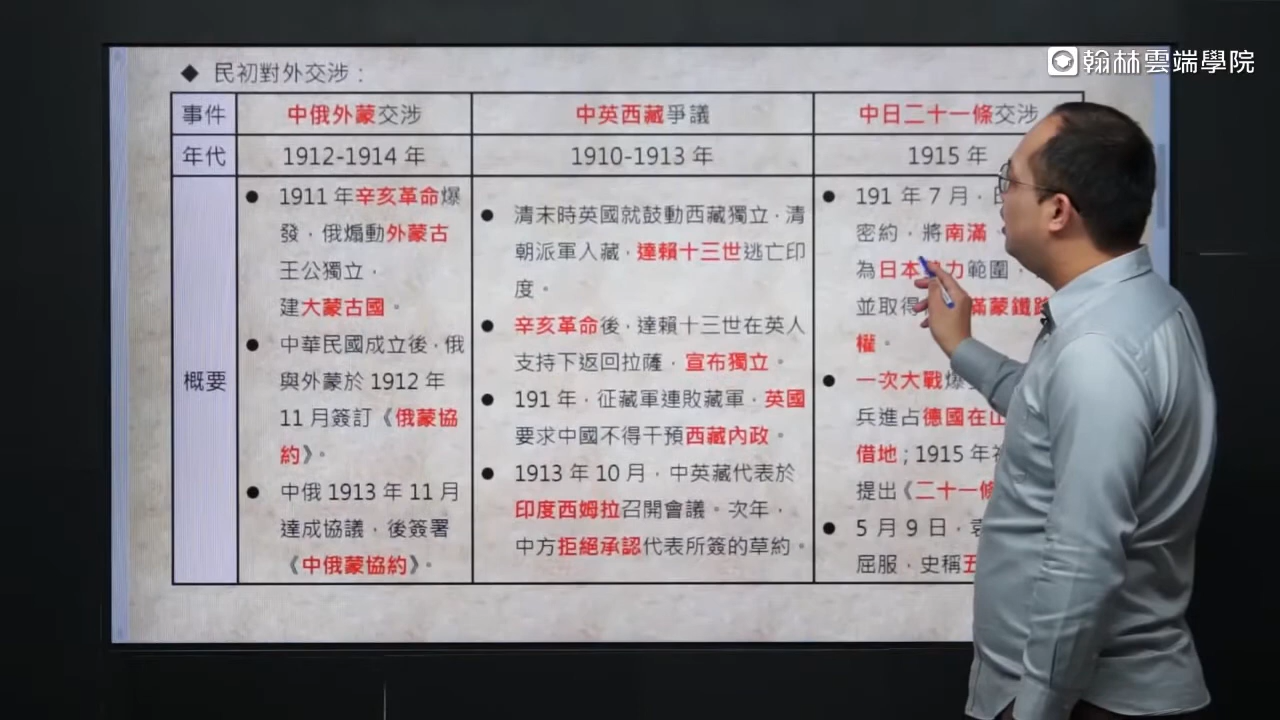 翰林雲端學院
◆ 民初對外交涉：
事件
中俄外蒙交涉
中英西藏爭議
中日二十一條交涉
年代
1912-1914 年
1910-1913 年
1915 年
概要
● 1911 年辛亥革命爆
發，俄煽動外蒙古
王公獨立，
建大蒙古國。
● 中華民國成立後，俄
與外蒙於 1912 年
11 月簽訂《俄蒙協
約》。
● 中俄 1913 年 11 月
達成協議，後簽署
《中俄蒙協約》。
● 清末時英國就鼓動西藏獨立，清
朝派軍入藏，達賴十三世逃亡印
度。
● 辛亥革命後，達賴十三世在英人
支持下返回拉薩，宣布獨立。
● 191 年，征藏軍連敗藏軍，英國
要求中國不得干預西藏內政。
● 1913 年 10 月，中英藏代表於
印度西姆拉召開會議。次年，
中方拒絕承認代表所簽的草約。
● 191 年 7 月，
密約，將南滿
為日本 力範圍，
並取得 滿蒙鐵
權。
● 一次大戰爆
兵進占德國在
借地；1915 年
提出《二十一條
● 5 月 9 日，
屈服，史稱五